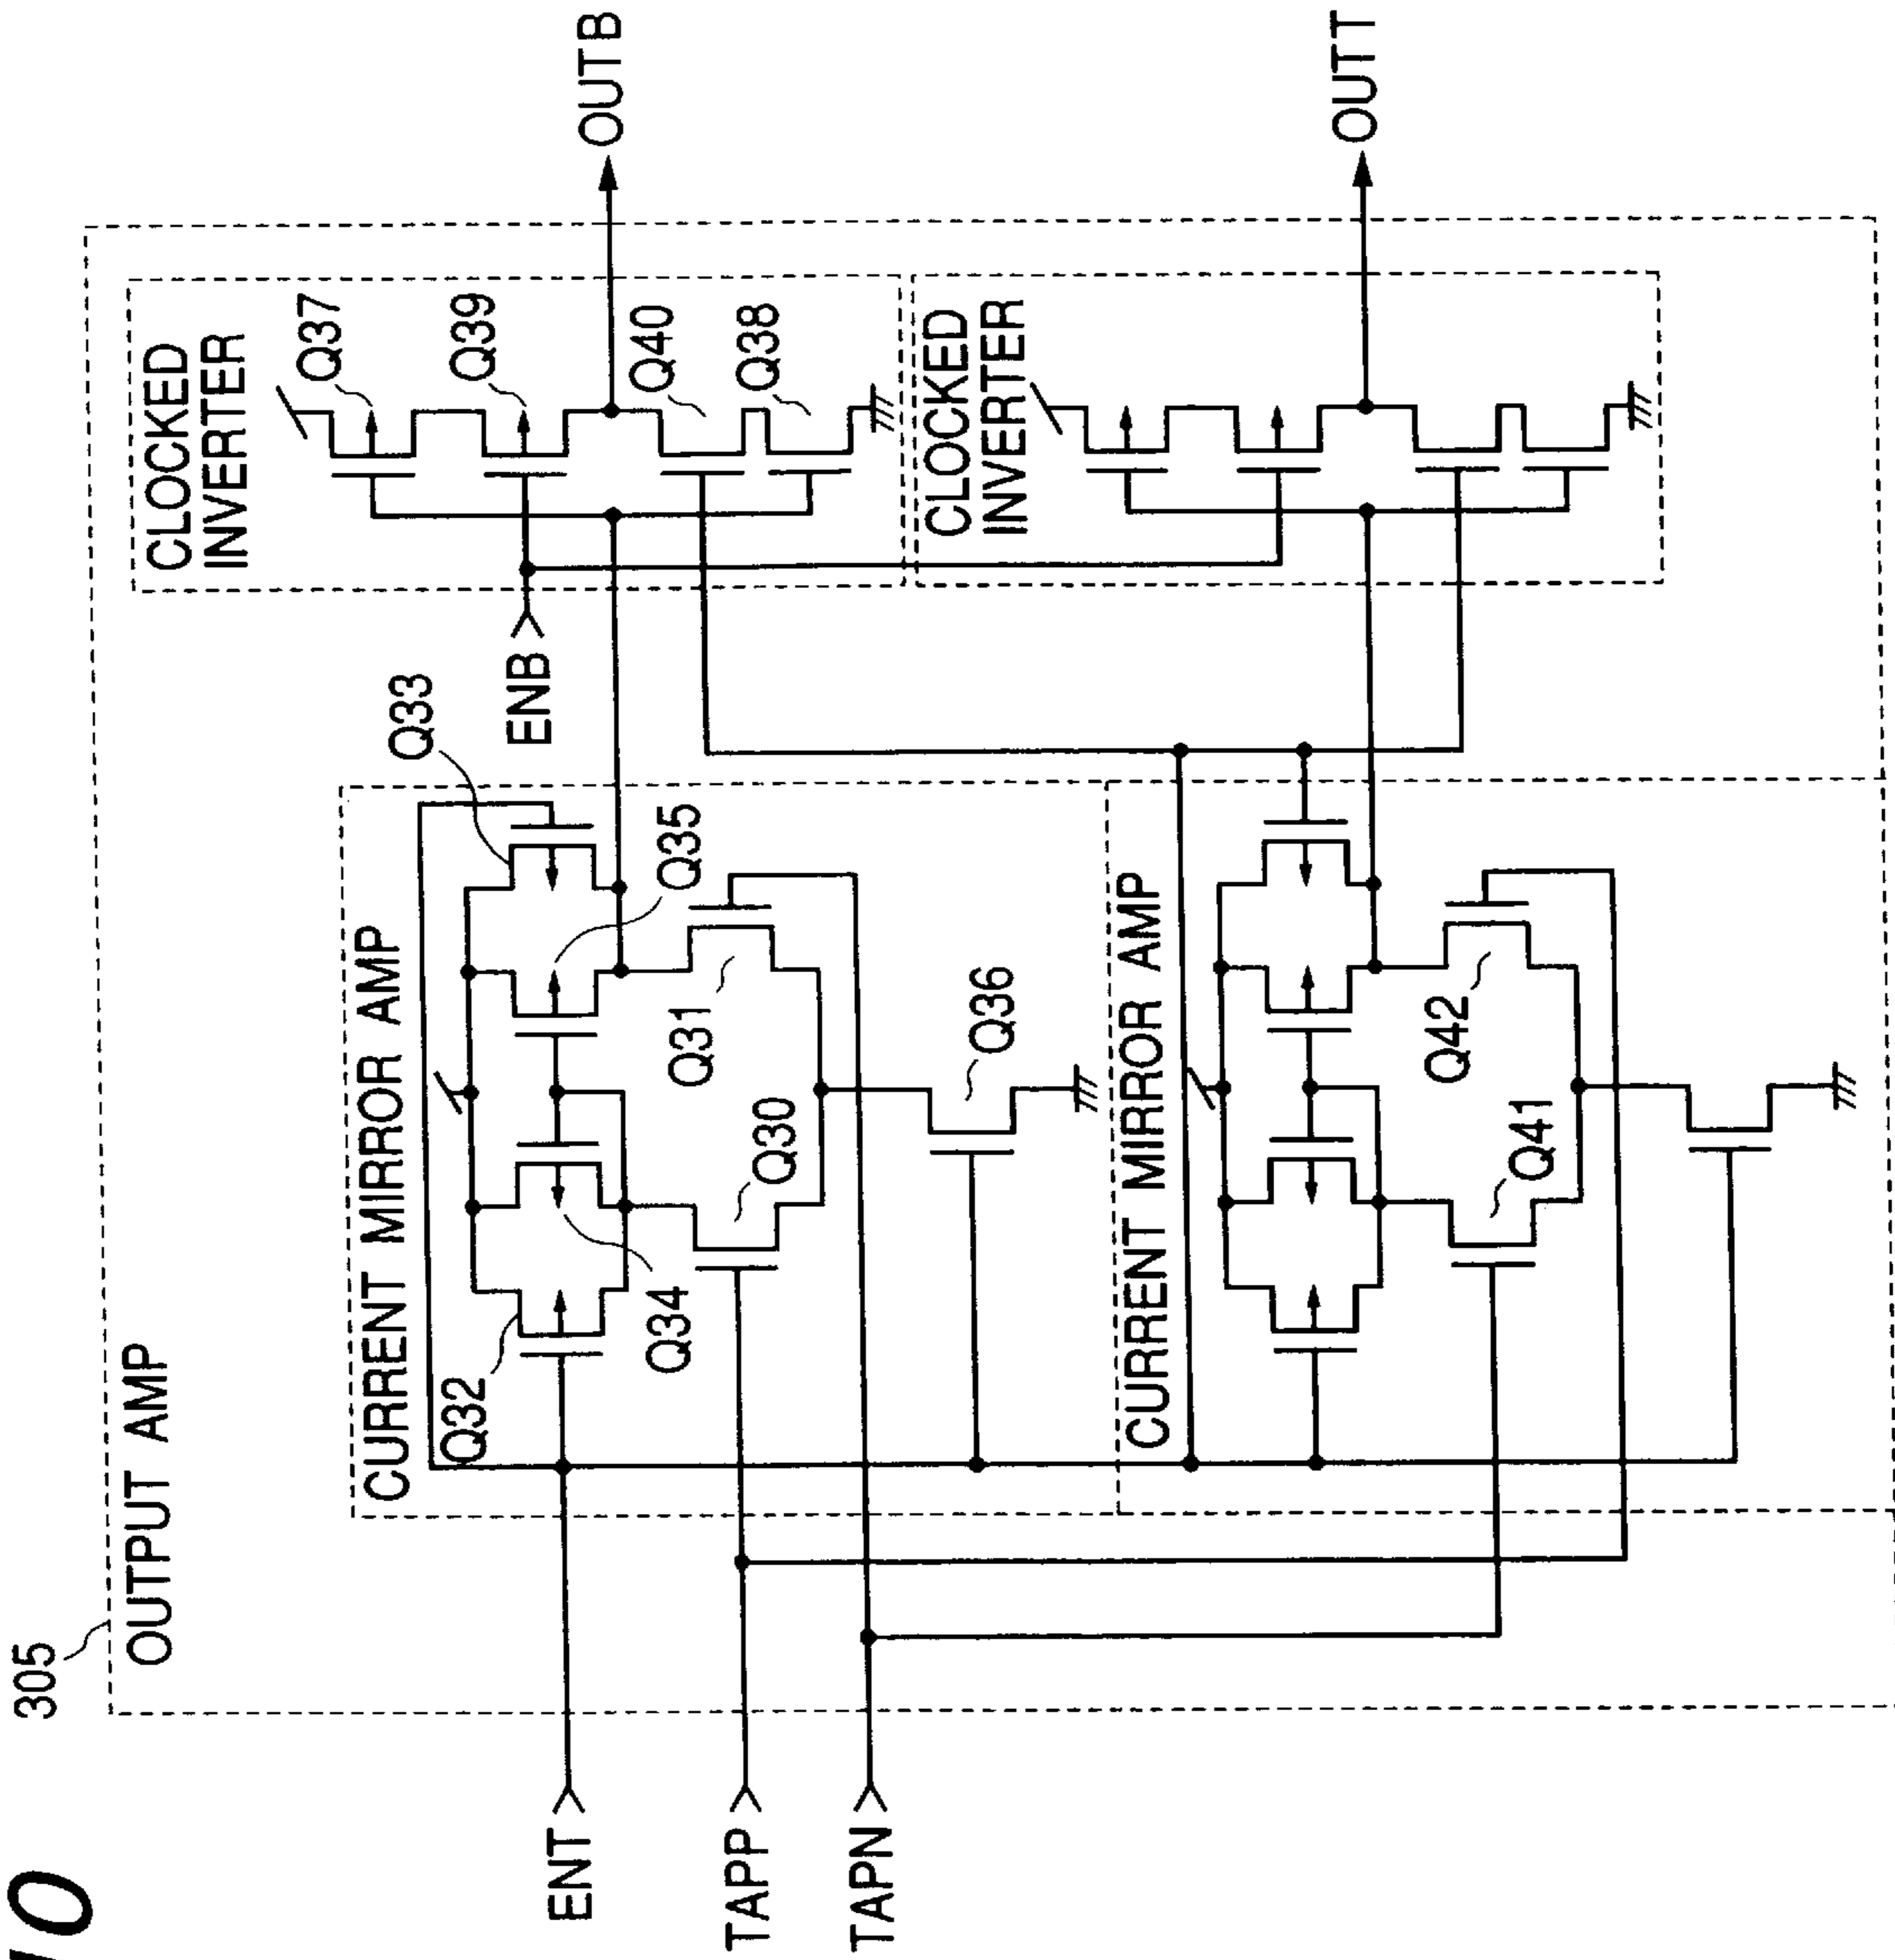 10
305
OUTPUT AMP
CLOCKED
INVERTER
Q37
Q39
Q40
Q38
OUTB
ENB
Q33
CURRENT MIRROR AMP
Q35
Q32
Q34
Q31
Q30
Q36
ENT
TAPP
TAPN
CLOCKED
INVERTER
OUTT
CURRENT MIRROR AMP
Q42
Q41